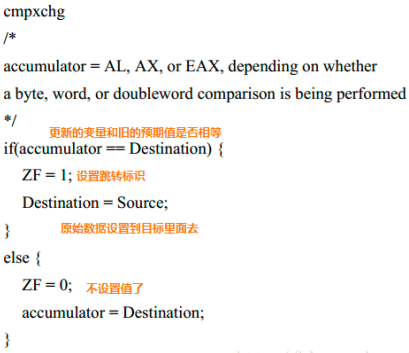 cmpxchg
/*
accumulator = AL, AX, or EAX, depending on whether
a byte, word, or doubleword comparison is being performed
*/
更新的变量和旧的预期值是否相等
if(accumulator == Destination) {
ZF = 1; 设置跳转标识
Destination = Source;
} 原始数据设置到目标里面去
else {
ZF = 0; 不设置值了
accumulator = Destination;
}